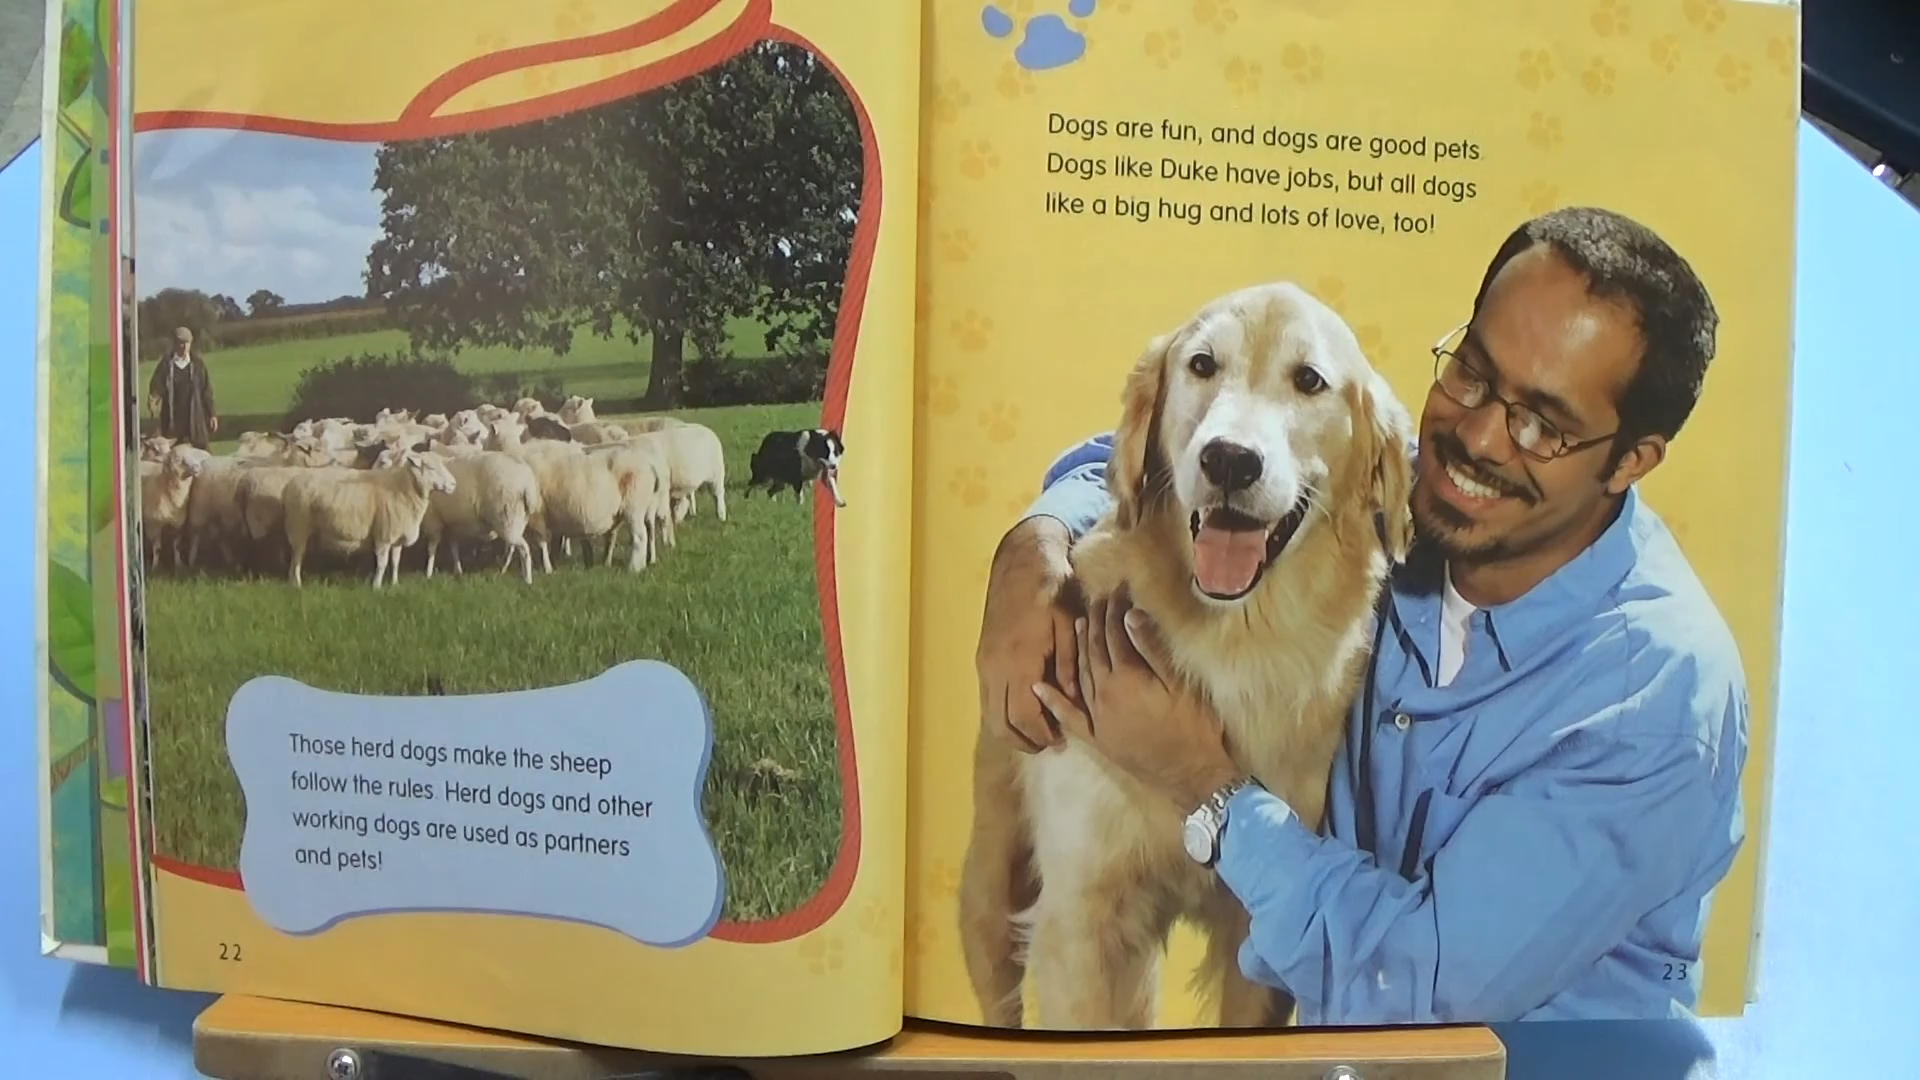 Those herd dogs make the sheep
follow the rules. Herd dogs and other
working dogs are used as partners
and pets!
22
Dogs are fun, and dogs are good pets.
Dogs like Duke have jobs, but all dogs
like a big hug and lots of love, too!
23